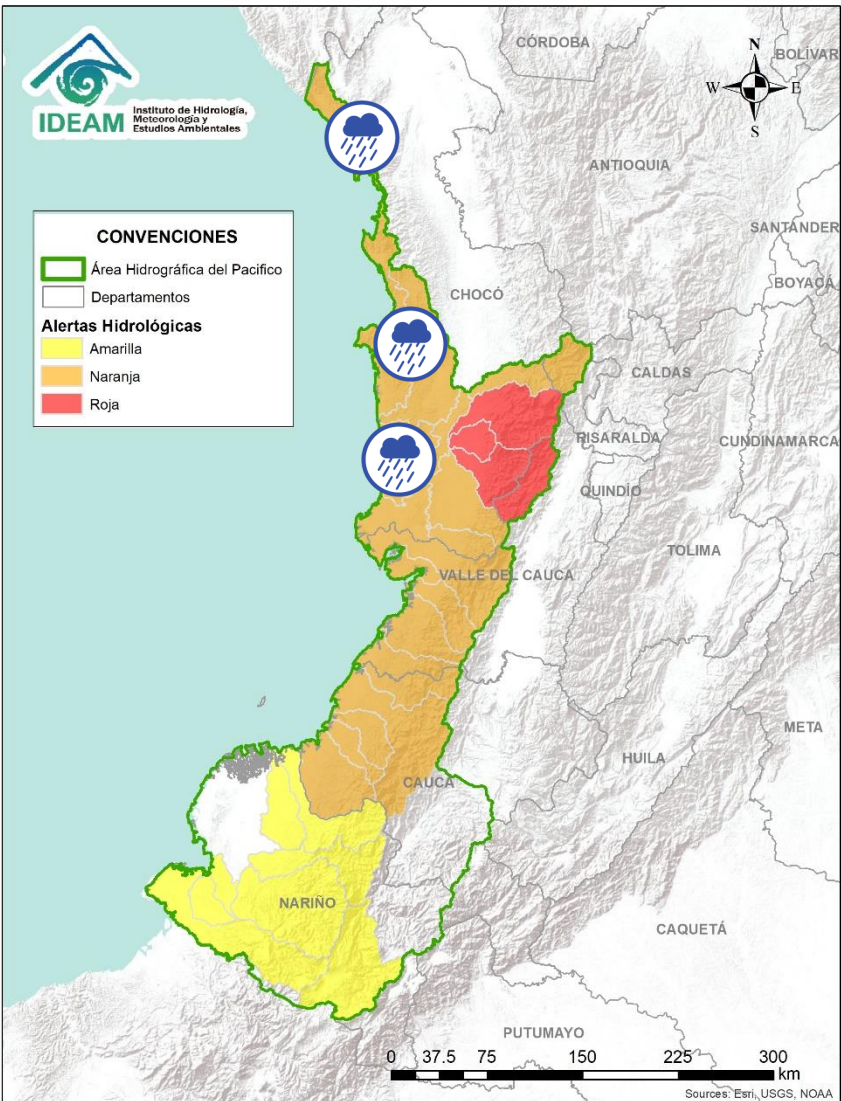 IDEAM
Instituto de Hidrología,
Meteorología y
Estudios Ambientales
N
W
E
S
CÓRDOBA
BOLÍVAR
ANTIOQUIA
SANTANDER
BOYACÁ
CHOCÓ
CALDAS
RISARALDA
CUNDINAMARCA
QUINDÍO
TOLIMA
VALLE DEL CAUCA
META
HUILA
CAUCA
NARIÑO
CAQUETÁ
PUTUMAYO
CONVENCIONES
Área Hidrográfica del Pacifico
Departamentos
Alertas Hidrológicas
Amarilla
Naranja
Roja
0 37.5 75 150 225 300
km
Sources: Esri, USGS, NOAA